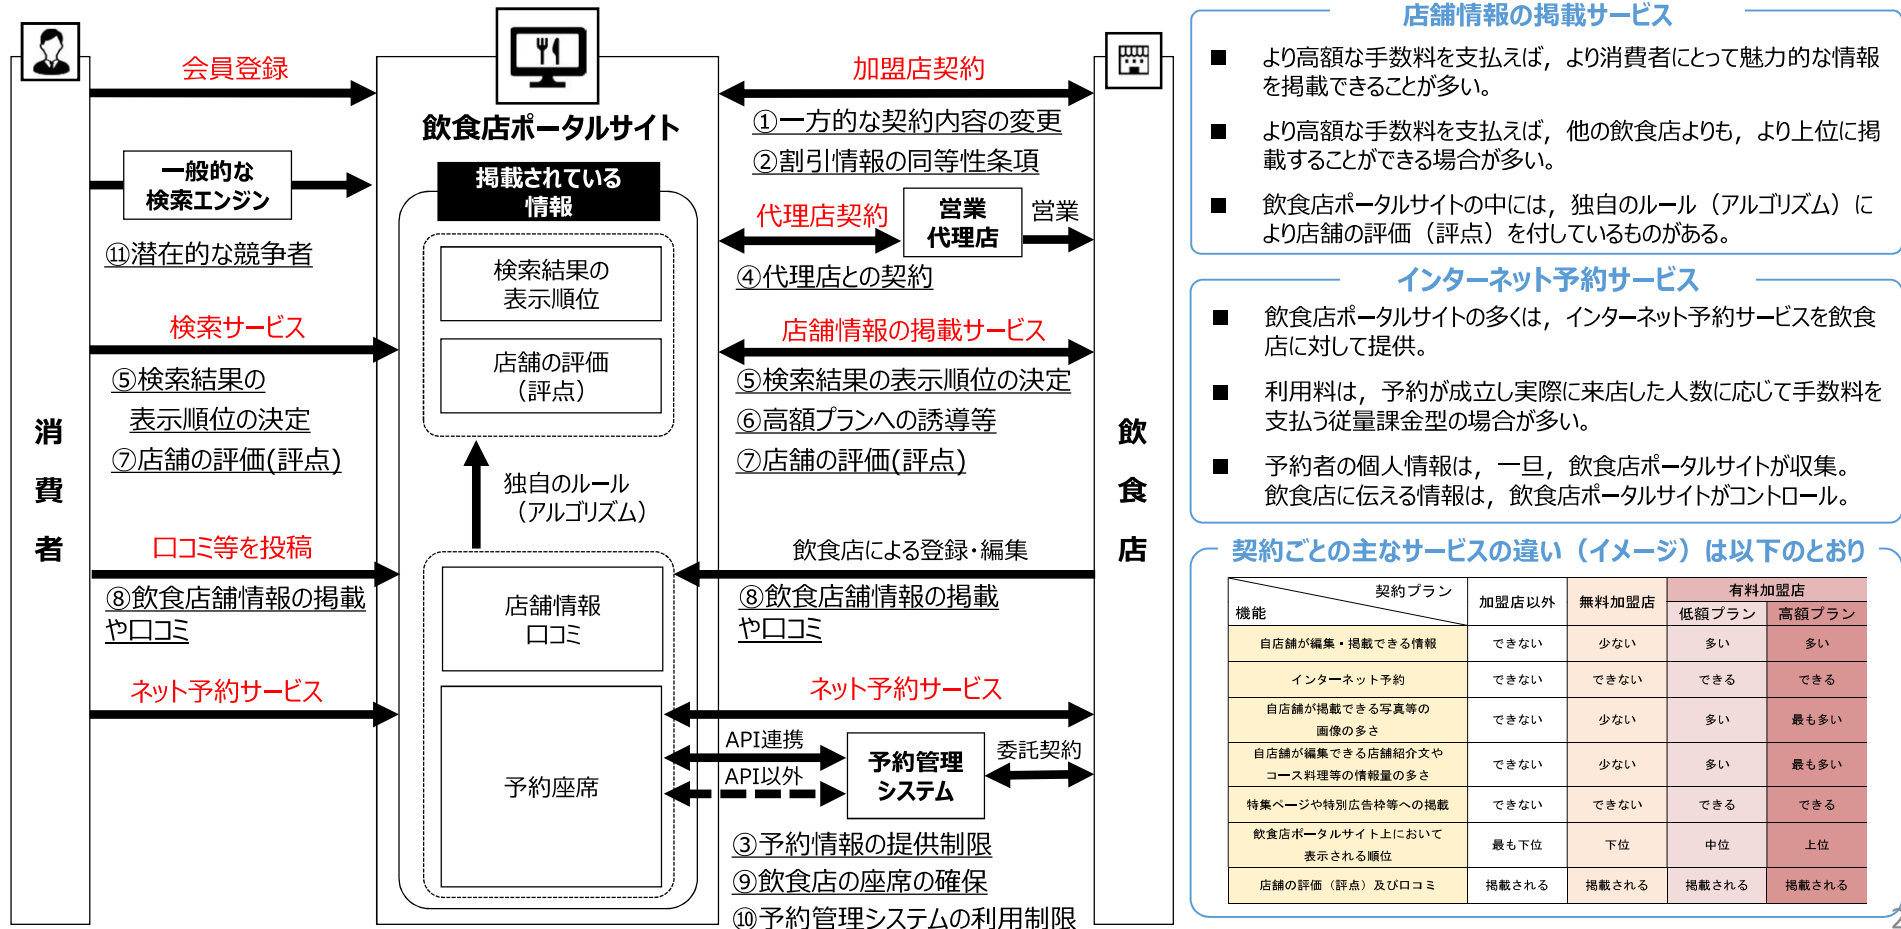 会員登録
一般的な
検索エンジン
⑪潜在的な競争者
検索サービス
⑤検索結果の
表示順位の決定
⑦店舗の評価(評点)
消費者
口コミ等を投稿
⑧飲食店舗情報の掲載
や口コミ
ネット予約サービス
飲食店ポータルサイト
掲載されている
情報
検索結果の
表示順位
店舗の評価
（評点）
独自のルール
（アルゴリズム）
店舗情報
口コミ
予約座席
加盟店契約
①一方的な契約内容の変更
②割引情報の同等性条項
代理店契約
営業
代理店
営業
④代理店との契約
店舗情報の掲載サービス
⑤検索結果の表示順位の決定
⑥高額プランへの誘導等
⑦店舗の評価(評点)
飲食店による登録・編集
⑧飲食店舗情報の掲載
や口コミ
ネット予約サービス
API連携
API以外
予約管理
システム
委託契約
③予約情報の提供制限
⑨飲食店の座席の確保
⑩予約管理システムの利用制限
飲食店
店舗情報の掲載サービス
■ より高額な手数料を支払えば，より消費者にとって魅力的な情報
を掲載できることが多い。
■ より高額な手数料を支払えば，他の飲食店よりも，より上位に掲
載することができる場合が多い。
■ 飲食店ポータルサイトの中には，独自のルール（アルゴリズム）に
より店舗の評価（評点）を付しているものがある。
インターネット予約サービス
■ 飲食店ポータルサイトの多くは，インターネット予約サービスを飲食
店に対して提供。
■ 利用料は，予約が成立し実際に来店した人数に応じて手数料を
支払う従量課金型の場合が多い。
■ 予約者の個人情報は，一旦，飲食店ポータルサイトが収集。
飲食店に伝える情報は，飲食店ポータルサイトがコントロール。
契約ごとの主なサービスの違い（イメージ）は以下のとおり
契約プラン
機能
加盟店以外 無料加盟店 有料加盟店
低額プラン 高額プラン
自店舗が編集・掲載できる情報 できない 少ない 多い 多い
インターネット予約 できない できない できる できる
自店舗が掲載できる写真等の
画像の多さ できない 少ない 多い 最も多い
自店舗が編集できる店舗紹介文や
コース料理等の情報量の多さ できない 少ない 多い 最も多い
特集ページや特別広告枠等への掲載 できない できない できる できる
飲食店ポータルサイト上において
表示される順位 最も下位 下位 中位 上位
店舗の評価（評点）及び口コミ 掲載される 掲載される 掲載される 掲載される